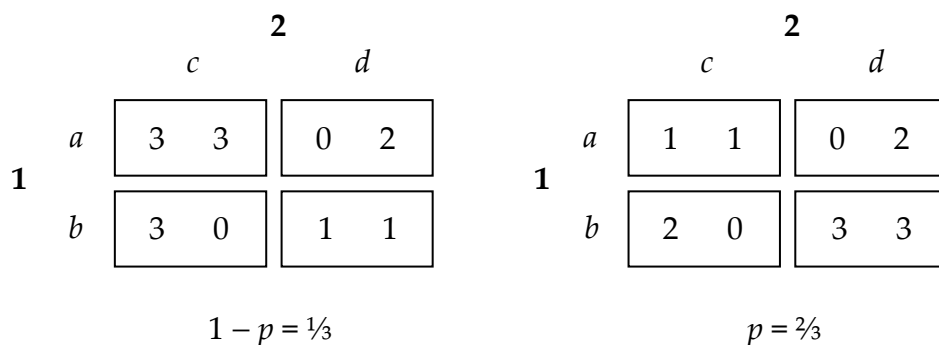 2 2
c d c d
a 3 3 0 2 a 1 1 0 2
1 1
b 3 0 1 1 b 2 0 3 3
1 – p = ⅓ p = ⅔